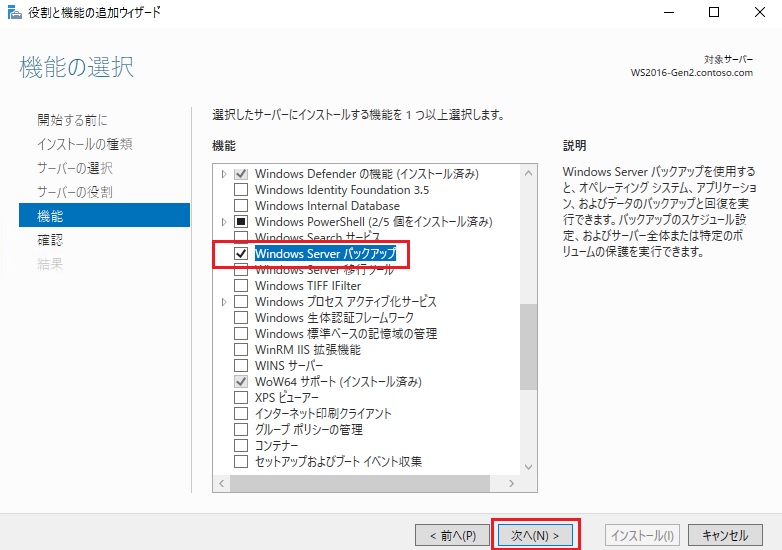 役割と機能の追加ウィザード
機能の選択
対象サーバー
WS2016-Gen2.contoso.com
開始する前に
インストールの種類
サーバーの選択
サーバーの役割
機能
確認
結果
選択したサーバーにインストールする機能を 1 つ以上選択します。
機能
Windows Defender の機能 (インストール済み)
Windows Identity Foundation 3.5
Windows Internal Database
Windows PowerShell (2/5 個をインストール済み)
Windows Search サービス
Windows Server バックアップ
Windows Server 移行ツール
Windows TIFF IFilter
Windows プロセス アクティブ化サービス
Windows 生体認証フレームワーク
Windows 標準ベースの記憶域の管理
WinRM IIS 拡張機能
WINS サーバー
WoW64 サポート (インストール済み)
XPS ビューアー
インターネット印刷クライアント
グループ ポリシーの管理
コンテナー
セットアップおよびブート イベント収集
説明
Windows Server バックアップを使用する
と、オペレーティング システム、アプリケーショ
ン、およびデータのバックアップと回復を実
行できます。バックアップのスケジュール設
定、およびサーバー全体または特定のボ
リュームの保護を実行できます。
< 前へ(P)
次へ(N) >
インストール(I)
キャンセル